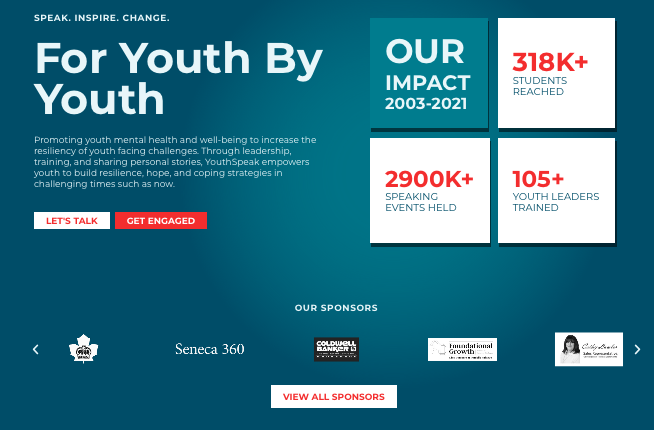 SPEAK. INSPIRE. CHANGE.
For Youth By
Youth
Promoting youth mental health and well-being to increase the
resiliency of youth facing challenges. Through leadership,
training, and sharing personal stories, YouthSpeak empowers
youth to build resilience, hope, and coping strategies in
challenging times such as now.
LET'S TALK
GET ENGAGED
OUR
IMPACT
2003-2021
318K+
STUDENTS
REACHED
2900K+
SPEAKING
EVENTS HELD
105+
YOUTH LEADERS
TRAINED
OUR SPONSORS
Seneca 360
COLDWELL
BANKER
Foundational
Growth
VIEW ALL SPONSORS